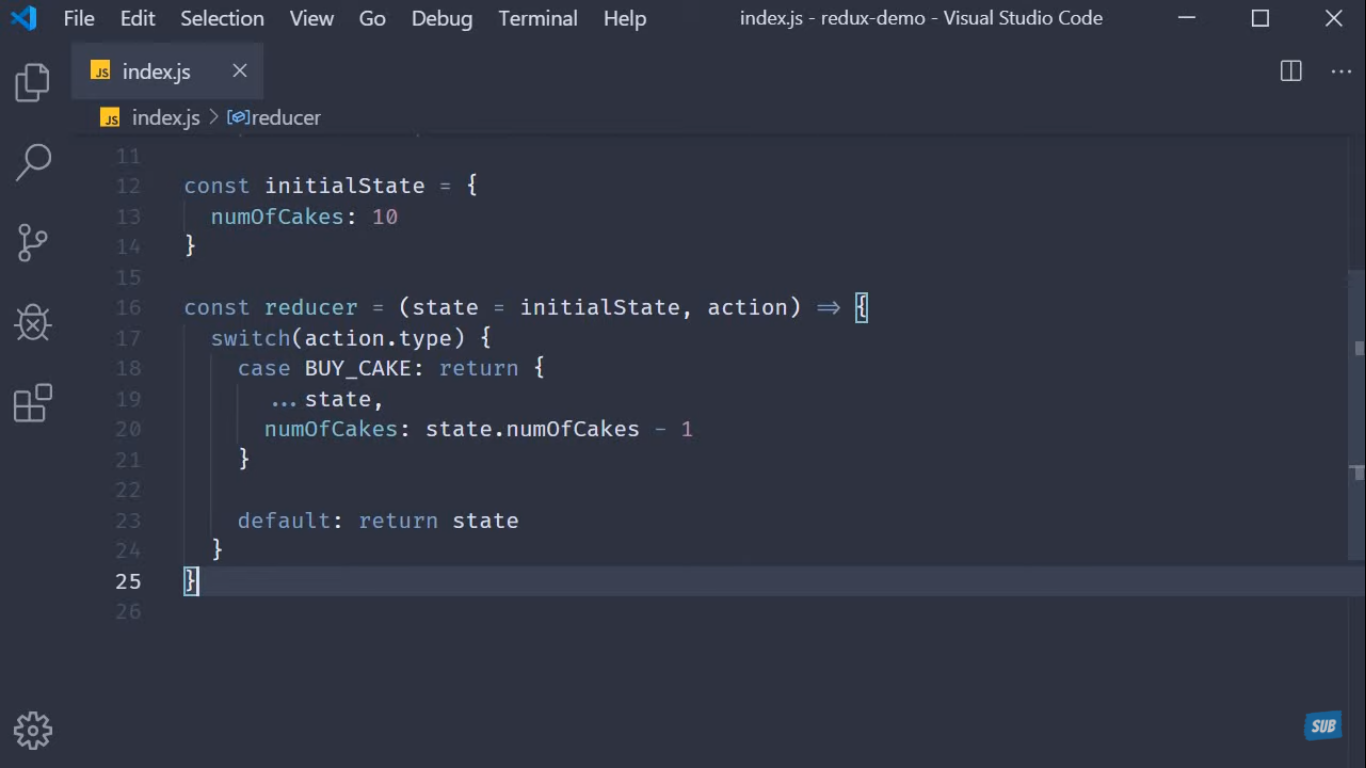 File Edit Selection View Go Debug Terminal Help index.js - redux-demo - Visual Studio Code
JS index.js
JS index.js > reducer
11
12 const initialState = {
13 numOfCakes: 10
14 }
15
16 const reducer = (state = initialState, action) => {
17 switch(action.type) {
18 case BUY_CAKE: return {
19 ...state,
20 numOfCakes: state.numOfCakes - 1
21 }
22
23 default: return state
24 }
25 }
26
SUB